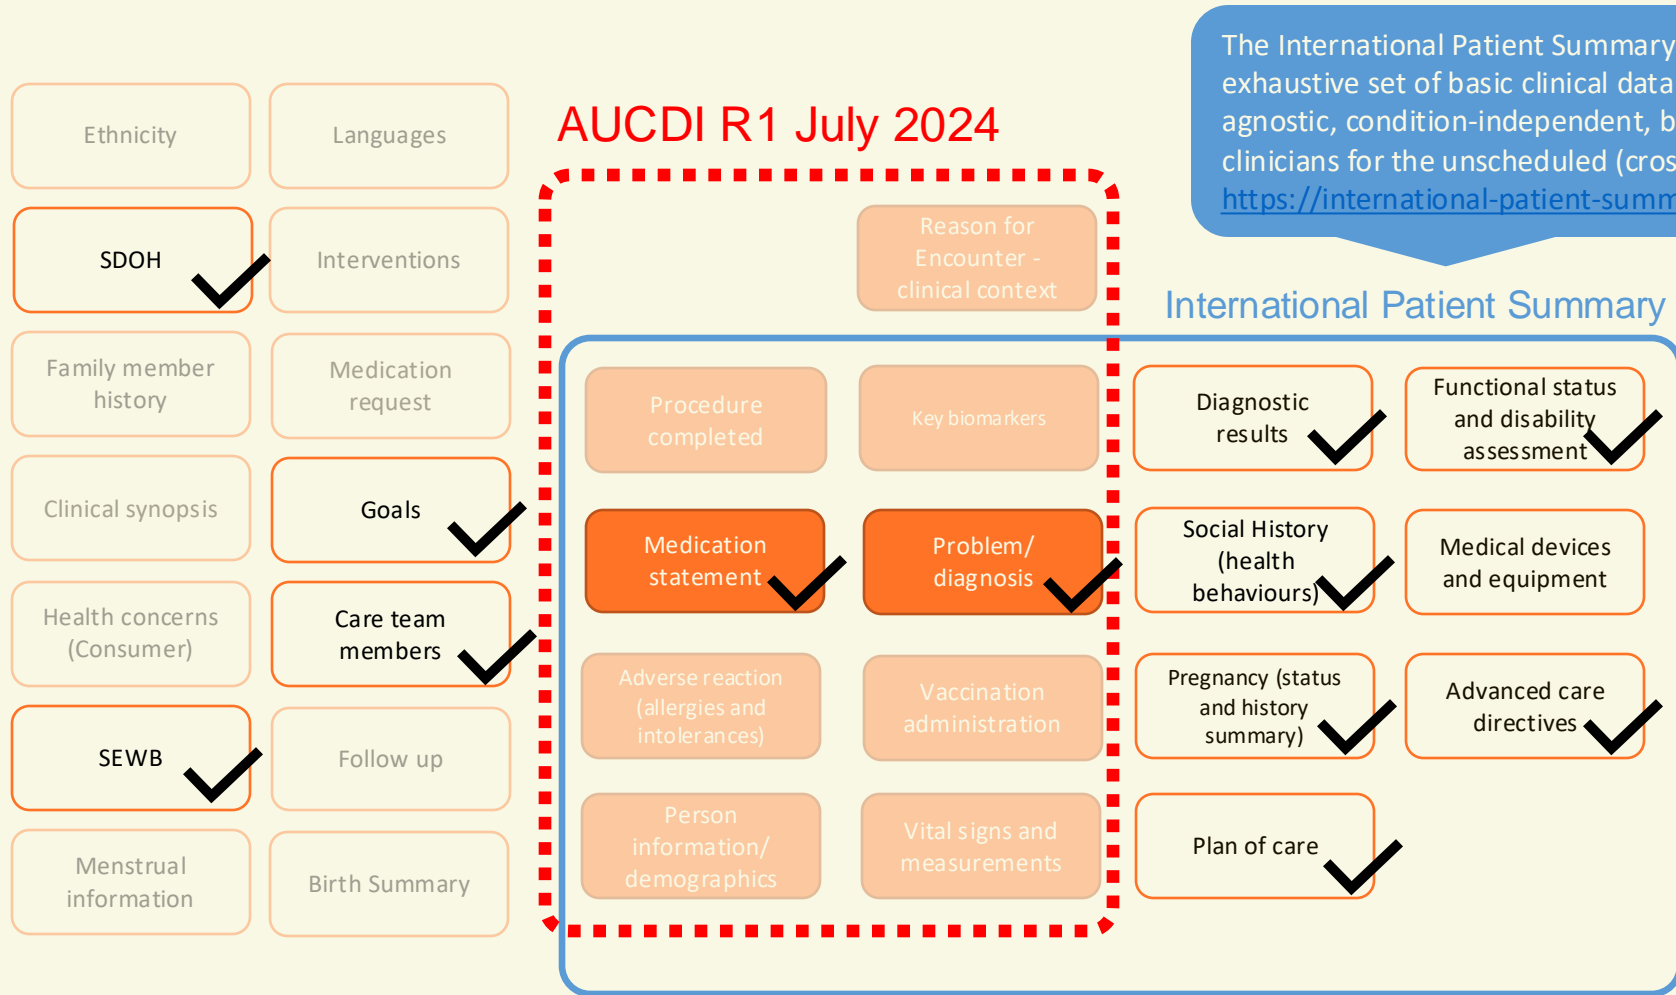 The International Patient Summary
exhaustive set of basic clinical data
agnostic, condition-independent, b
clinicians for the unscheduled (cros
https://international-patient-summ
AUCDI R1 July 2024
International Patient Summary
Ethnicity
Languages
SDOH
Interventions
Family member
history
Medication
request
Clinical synopsis
Goals
Health concerns
(Consumer)
Care team
members
SEWB
Follow up
Menstrual
information
Birth Summary
Reason for
Encounter -
clinical context
Procedure
completed
Key biomarkers
Medication
statement
Problem/
diagnosis
Adverse reaction
(allergies and
intolerances)
Vaccination
administration
Person
information/
demographics
Vital signs and
measurements
Diagnostic
results
Functional status
and disability
assessment
Social History
(health
behaviours)
Medical devices
and equipment
Pregnancy (status
and history
summary)
Advanced care
directives
Plan of care